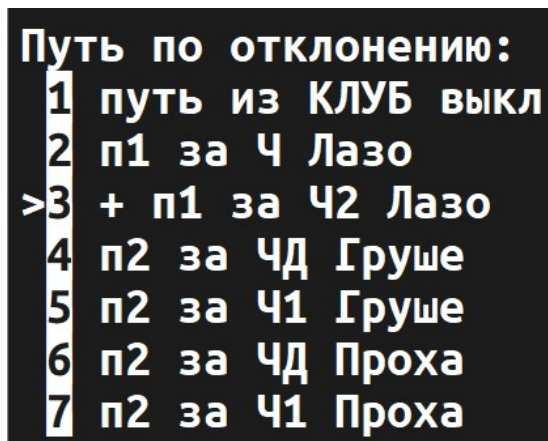 Путь по отклонению:
1 путь из КЛУБ выкл
2 п1 за Ч Лазо
>3 + п1 за Ч2 Лазо
4 п2 за ЧД Груше
5 п2 за Ч1 Груше
6 п2 за ЧД Проха
7 п2 за Ч1 Проха